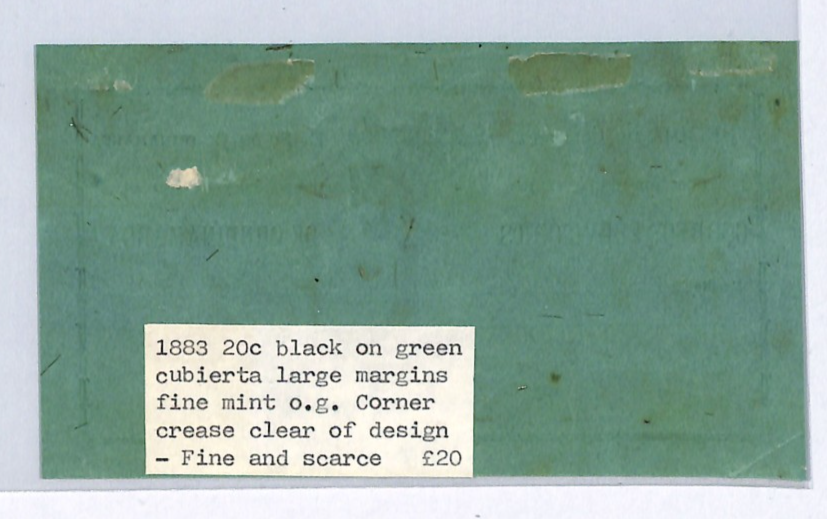 1883 20c black on green
cubierta large margins
fine mint o.g. Corner
crease clear of design
— Fine and scarce £20